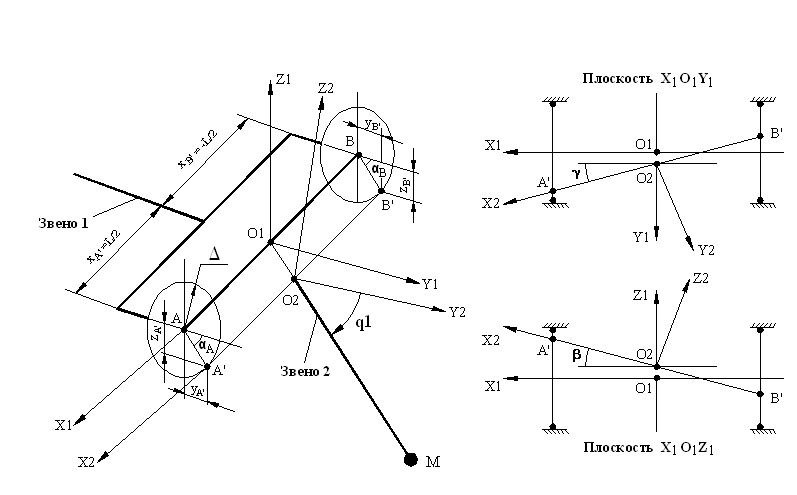 Z1
Z2
B
yB'
xB' = -L/2
αB
zB'
B'
Звено 1
O1
xA'=L/2
Δ
Y1
O2
Y2
A
q1
zA'
αA
Звено 2
A'
yA'
X1
X2
M
Плоскость X1O1Y1
B'
X1
O1
γ
O2
A'
X2
Y1
Y2
Z2
Z1
X2
O2
A'
β
X1
O1
B'
Плоскость X1O1Z1